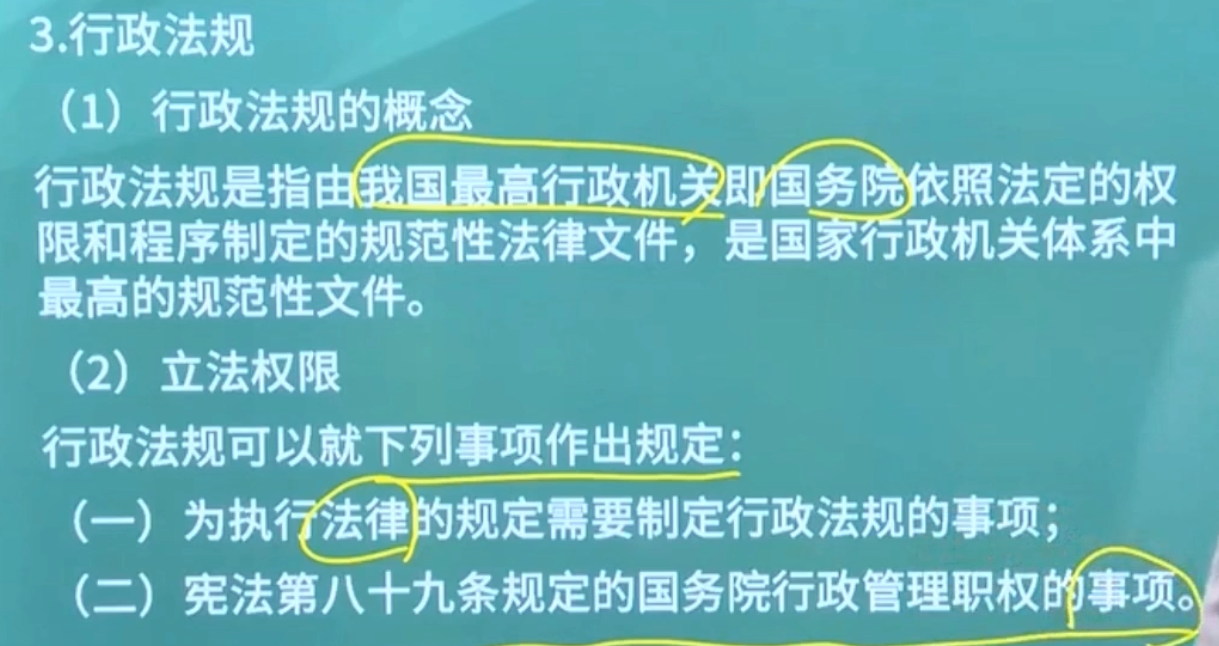 3.行政法规
（1）行政法规的概念
行政法规是指由我国最高行政机关即国务院依照法定的权
限和程序制定的规范性法律文件，是国家行政机关体系中
最高的规范性文件。
（2）立法权限
行政法规可以就下列事项作出规定：
（一）为执行法律的规定需要制定行政法规的事项；
（二）宪法第八十九条规定的国务院行政管理职权的事项。